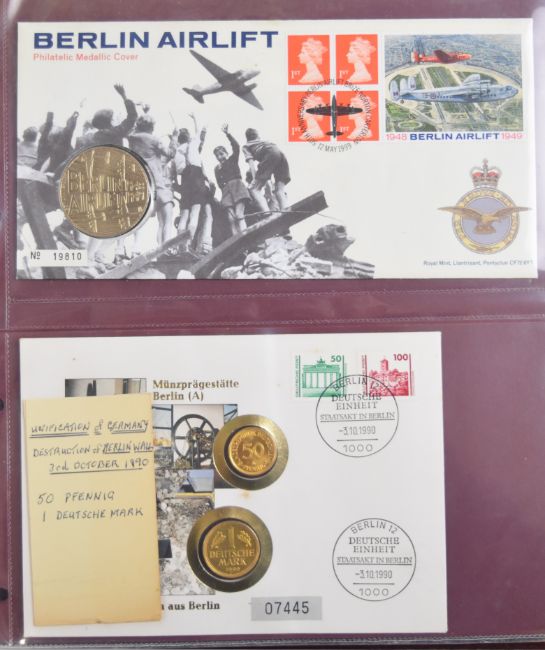 BERLIN AIRLIFT
Philatelic Medallic Cover
1ST 1ST
1ST 1ST
12 MAY 1999
1948 BERLIN AIRLIFT 1949
BERLIN
AIRLIFT
Nº 19810
Royal Mint, Llantrisant, Pontyclun CF72 8YT
Münzprägestätte
Berlin (A)
50
100
BERLIN 12
DEUTSCHE
EINHEIT
STAATSAKT IN BERLIN
-3.10.1990
1000
UNIFICATION of GERMANY
DESTRUCTION of BERLIN WALL
3rd OCTOBER 1990
50 PFENNIG
1 DEUTSCHE MARK
50
1
DEUTSCHE
MARK
1990
BERLIN 12
DEUTSCHE
EINHEIT
STAATSAKT IN BERLIN
-3.10.1990
1000
aus Berlin
07445